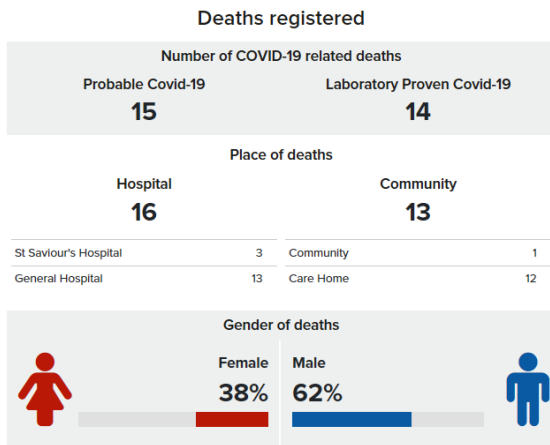 Deaths registered
Number of COVID-19 related deaths
Probable Covid-19
15
Laboratory Proven Covid-19
14
Place of deaths
Hospital
16
Community
13
St Saviour's Hospital 3
General Hospital 13
Community 1
Care Home 12
Gender of deaths
Female
38%
Male
62%